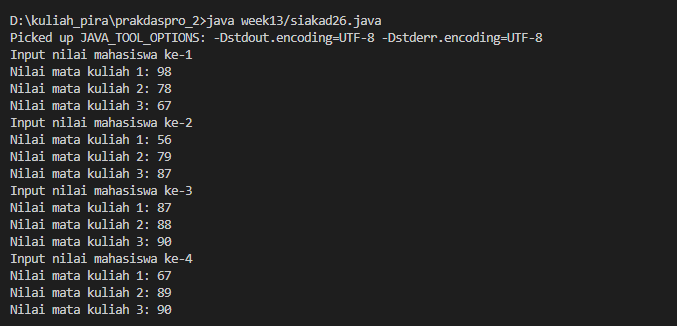 D:\kuliah_pira\prakdaspro_2>java week13/siakad26.java
Picked up JAVA_TOOL_OPTIONS: -Dstdout.encoding=UTF-8 -Dstderr.encoding=UTF-8
Input nilai mahasiswa ke-1
Nilai mata kuliah 1: 98
Nilai mata kuliah 2: 78
Nilai mata kuliah 3: 67
Input nilai mahasiswa ke-2
Nilai mata kuliah 1: 56
Nilai mata kuliah 2: 79
Nilai mata kuliah 3: 87
Input nilai mahasiswa ke-3
Nilai mata kuliah 1: 87
Nilai mata kuliah 2: 88
Nilai mata kuliah 3: 90
Input nilai mahasiswa ke-4
Nilai mata kuliah 1: 67
Nilai mata kuliah 2: 89
Nilai mata kuliah 3: 90